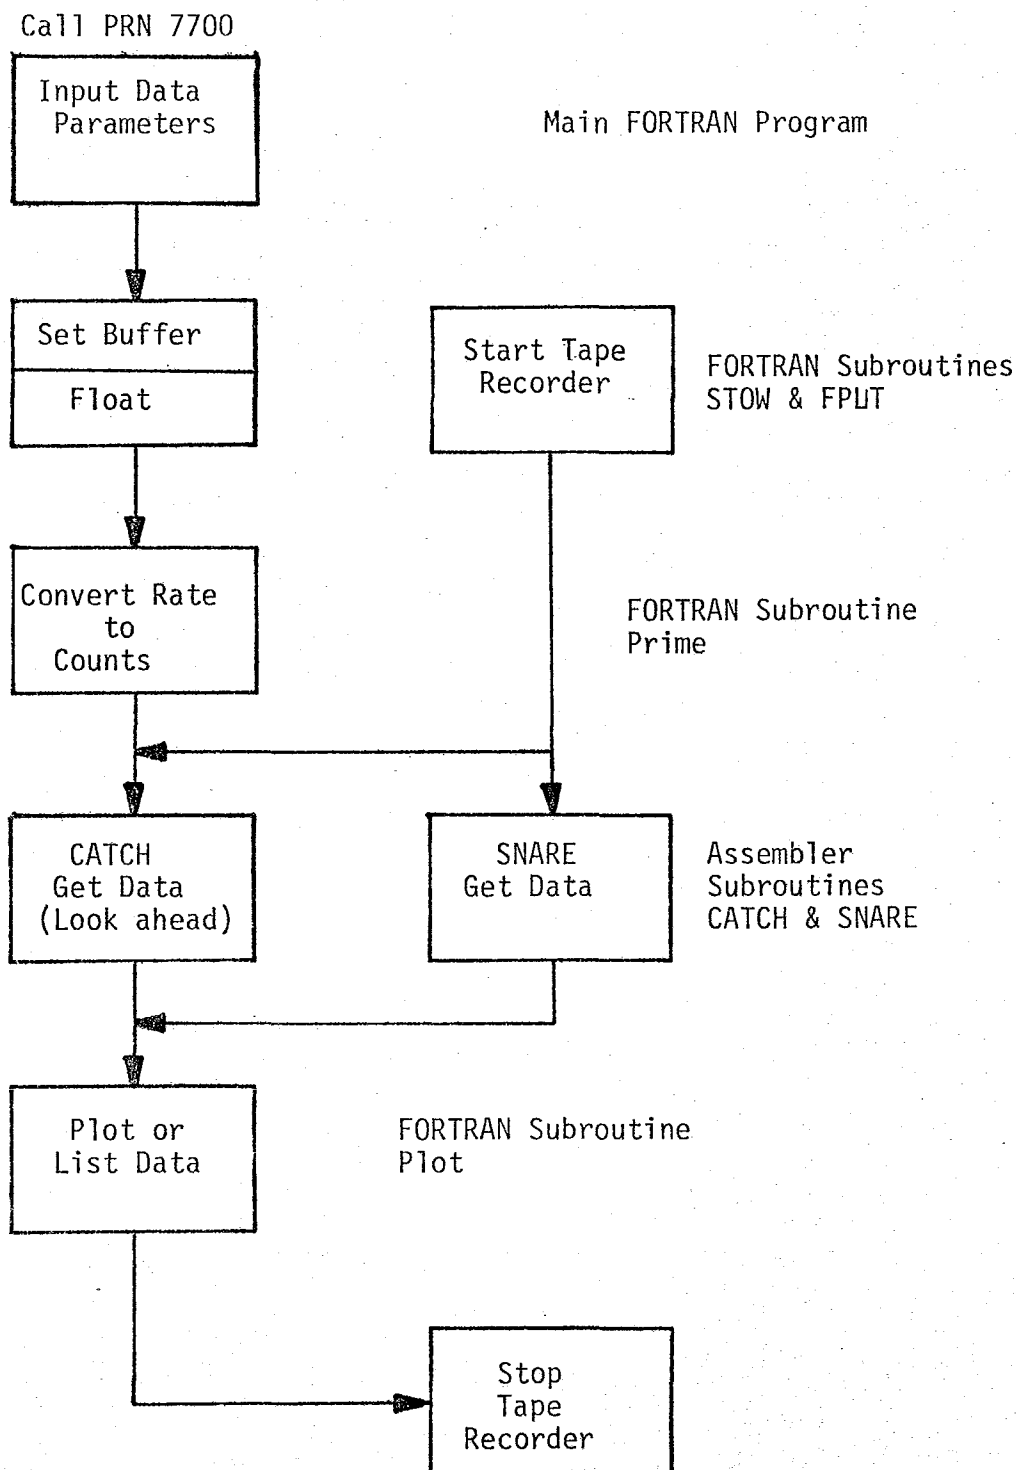 Call PRN 7700
Input Data
Parameters
Main FORTRAN Program
Set Buffer
Float
Start Tape
Recorder
FORTRAN Subroutines
STOW & FPUT
Convert Rate
to
Counts
FORTRAN Subroutine
Prime
CATCH
Get Data
(Look ahead)
SNARE
Get Data
Assembler
Subroutines
CATCH & SNARE
Plot or
List Data
FORTRAN Subroutine
Plot
Stop
Tape
Recorder